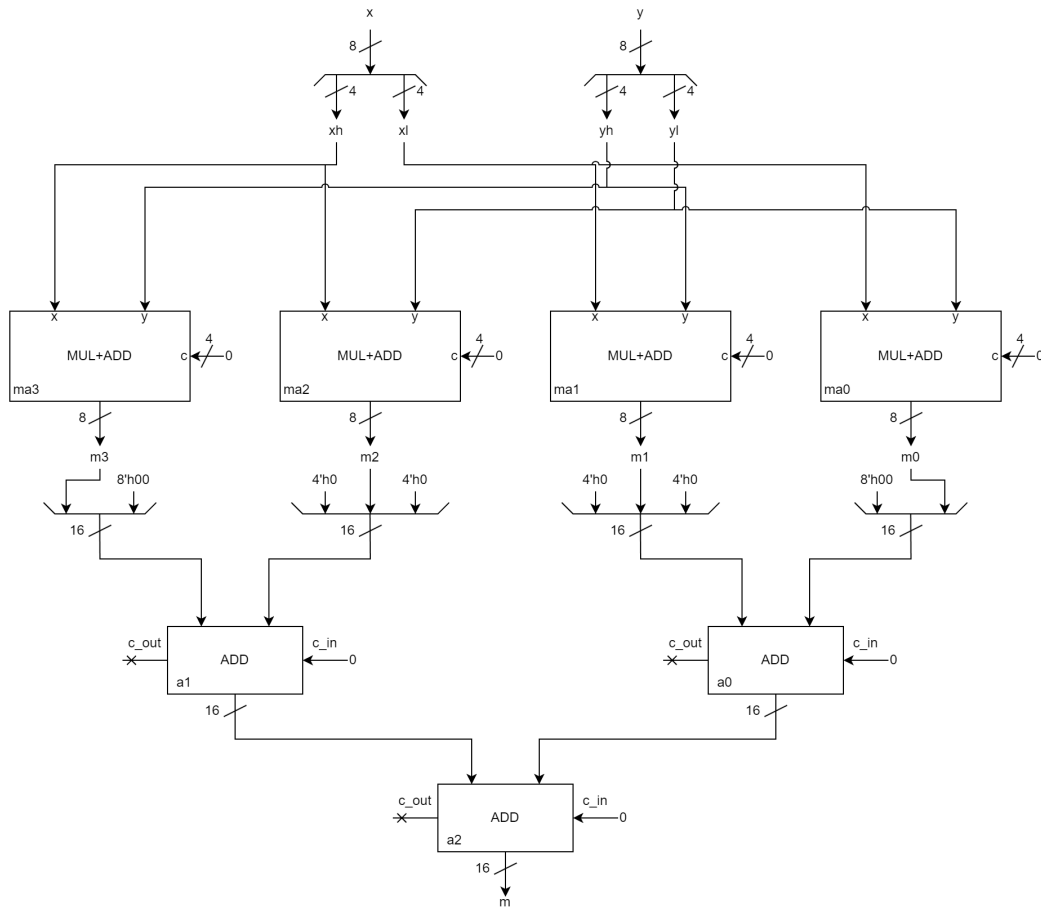 x y
8 8
4 4 4 4
xh xl yh yl
x y x y x y x y
4 4 4 4
MUL+ADD c 0 MUL+ADD c 0 MUL+ADD c 0 MUL+ADD c 0
ma3 ma2 ma1 ma0
8 8 8 8
m3 m2 m1 m0
8'h00 4'h0 4'h0 4'h0 4'h0 8'h00
16 16 16 16
c_out c_in c_out c_in
ADD 0 ADD 0
a1 a0
16 16
c_out c_in
ADD 0
a2
16
m